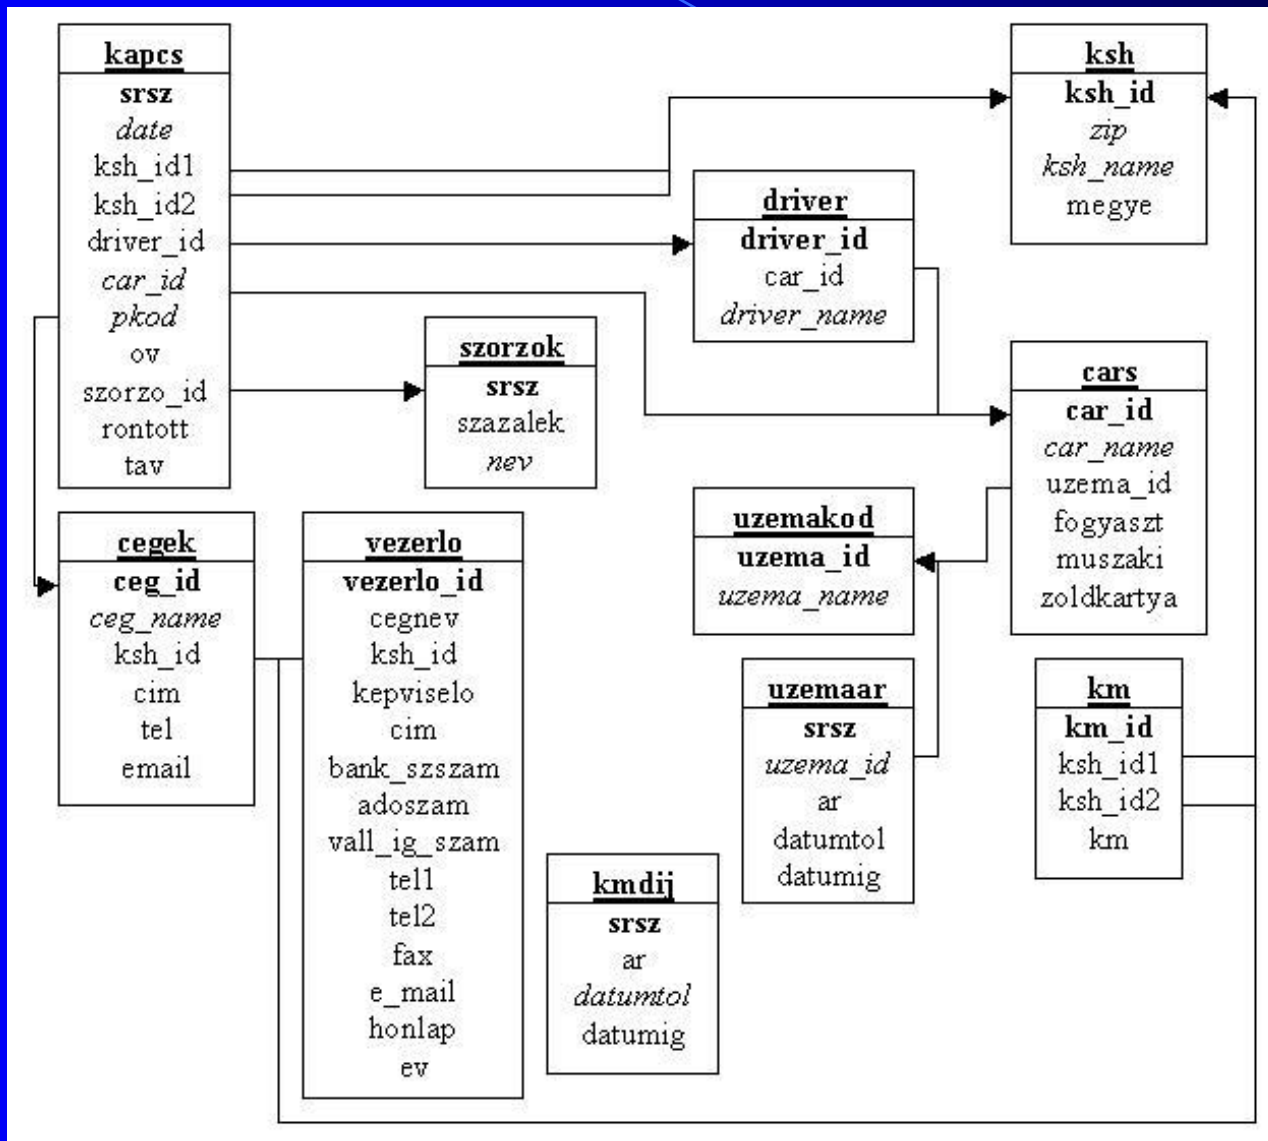 kapcs
srsz
date
ksh_id1
ksh_id2
driver_id
car_id
pkod
ov
szorzo_id
rontott
tav
ksh
ksh_id
zip
ksh_name
megye
driver
driver_id
car_id
driver_name
szorzok
srsz
szazalek
nev
cars
car_id
car_name
uzema_id
fogyaszt
muszaki
zoldkartya
cegek
ceg_id
ceg_name
ksh_id
cim
tel
email
vezerlo
vezerlo_id
cegnev
ksh_id
kepviselo
cim
bank_szszam
adoszam
vall_ig_szam
tel1
tel2
fax
e_mail
honlap
ev
uzemakod
uzema_id
uzema_name
uzemaar
srsz
uzema_id
ar
datumtol
datumig
km
km_id
ksh_id1
ksh_id2
km
kmdij
srsz
ar
datumtol
datumig